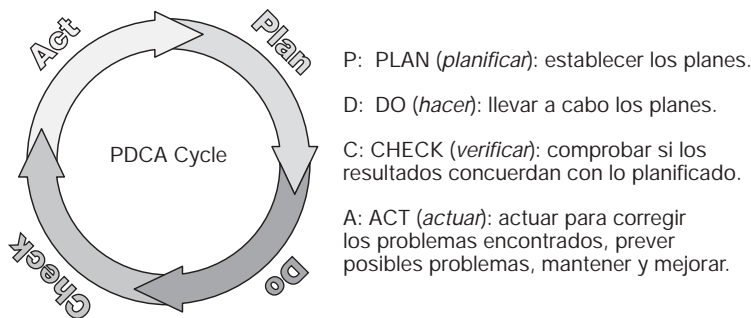 Act
Plan
PDCA Cycle
Check
Do
P: PLAN (planificar): establecer los planes.
D: DO (hacer): llevar a cabo los planes.
C: CHECK (verificar): comprobar si los
resultados concuerdan con lo planificado.
A: ACT (actuar): actuar para corregir
los problemas encontrados, prever
posibles problemas, mantener y mejorar.